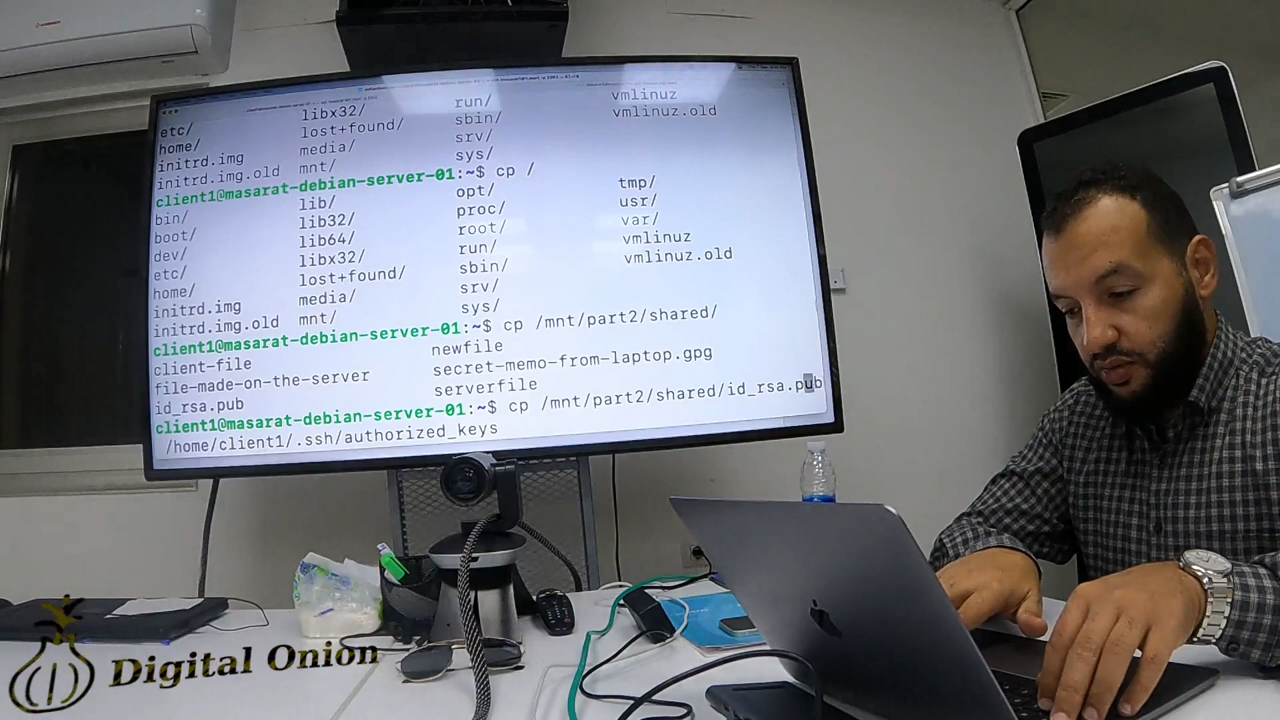 etc/ libx32/ run/ vmlinuz
home/ lost+found/ sbin/ vmlinuz.old
initrd.img media/ srv/
initrd.img.old mnt/ sys/
client1@masarat-debian-server-01:~$ cp /
bin/ lib/ opt/ tmp/
boot/ lib32/ proc/ usr/
dev/ lib64/ root/ var/
etc/ libx32/ run/ vmlinuz
home/ lost+found/ sbin/ vmlinuz.old
initrd.img media/ srv/
initrd.img.old mnt/ sys/
client1@masarat-debian-server-01:~$ cp /mnt/part2/shared/
client-file newfile
file-made-on-the-server secret-memo-from-laptop.gpg
id_rsa.pub serverfile
client1@masarat-debian-server-01:~$ cp /mnt/part2/shared/id_rsa.pub
/home/client1/.ssh/authorized_keys
Digital Onion